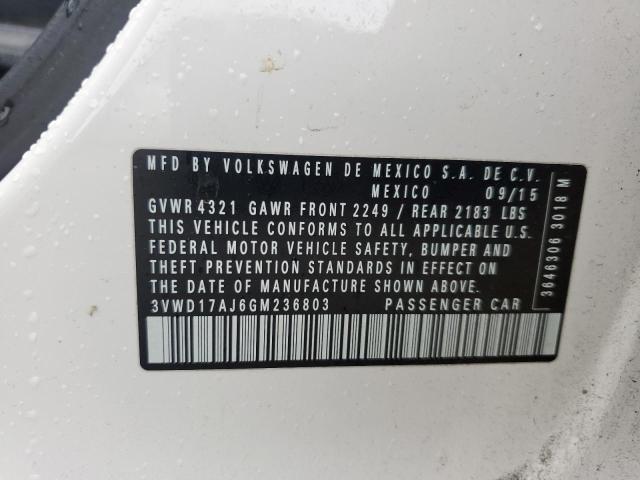 MFD BY VOLKSWAGEN DE MEXICO S.A. DE C.V.
MEXICO 09/15
GVWR 4321 GAWR FRONT 2249 / REAR 2183 LBS
THIS VEHICLE CONFORMS TO ALL APPLICABLE U.S.
FEDERAL MOTOR VEHICLE SAFETY, BUMPER AND
THEFT PREVENTION STANDARDS IN EFFECT ON
THE DATE OF MANUFACTURE SHOWN ABOVE.
3VWD17AJ6GM236803 PASSENGER CAR
3646306 3018 M